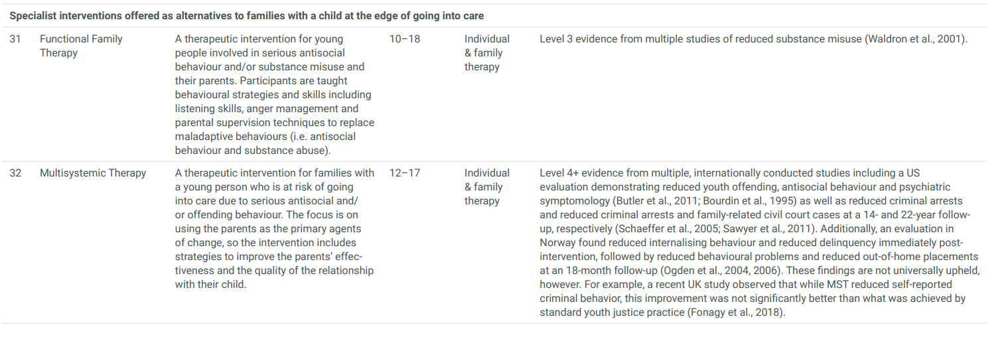 Specialist interventions offered as alternatives to families with a child at the edge of going into care
31
Functional Family
Therapy
A therapeutic intervention for young
people involved in serious antisocial
behaviour and/or substance misuse and
their parents. Participants are taught
behavioural strategies and skills including
listening skills, anger management and
parental supervision techniques to replace
maladaptive behaviours (i.e. antisocial
behaviour and substance abuse).
10–18
Individual
& family
therapy
Level 3 evidence from multiple studies of reduced substance misuse (Waldron et al., 2001).
32
Multisystemic Therapy
A therapeutic intervention for families with
a young person who is at risk of going
into care due to serious antisocial and/
or offending behaviour. The focus is on
using the parents as the primary agents
of change, so the intervention includes
strategies to improve the parents’ effec-
tiveness and the quality of the relationship
with their child.
12–17
Individual
& family
therapy
Level 4+ evidence from multiple, internationally conducted studies including a US
evaluation demonstrating reduced youth offending, antisocial behaviour and psychiatric
symptomology (Butler et al., 2011; Bourdin et al., 1995) as well as reduced criminal arrests
and reduced criminal arrests and family-related civil court cases at a 14- and 22-year follow-
up, respectively (Schaeffer et al., 2005; Sawyer et al., 2011). Additionally, an evaluation in
Norway found reduced internalising behaviour and reduced delinquency immediately post-
intervention, followed by reduced behavioural problems and reduced out-of-home placements
at an 18-month follow-up (Ogden et al., 2004, 2006). These findings are not universally upheld,
however. For example, a recent UK study observed that while MST reduced self-reported
criminal behavior, this improvement was not significantly better than what was achieved by
standard youth justice practice (Fonagy et al., 2018).